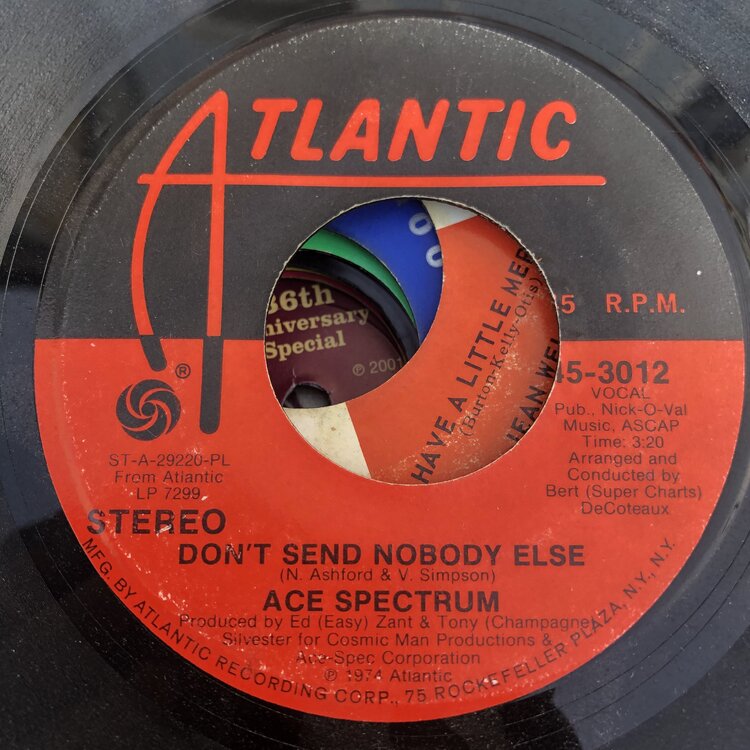 ATLANTIC
5 R.P.M.
®
45-3012
VOCAL
Pub., Nick-O-Val
Music, ASCAP
Time: 3:20
Arranged and
Conducted by
Bert (Super Charts)
DeCoteaux
ST-A-29220-PL
From Atlantic
LP 7299
STEREO
DON'T SEND NOBODY ELSE
(N. Ashford & V. Simpson)
ACE SPECTRUM
Produced by Ed (Easy) Zant & Tony (Champagne)
Silvester for Cosmic Man Productions &
Ace-Spec Corporation
℗ 1974 Atlantic
MFG. BY ATLANTIC RECORDING CORP., 75 ROCKEFELLER PLAZA, N.Y., N.Y.
36th
Special
℗ 2001
HAVE A LITTLE
(Burton-Kelly-Otis)
JEAN